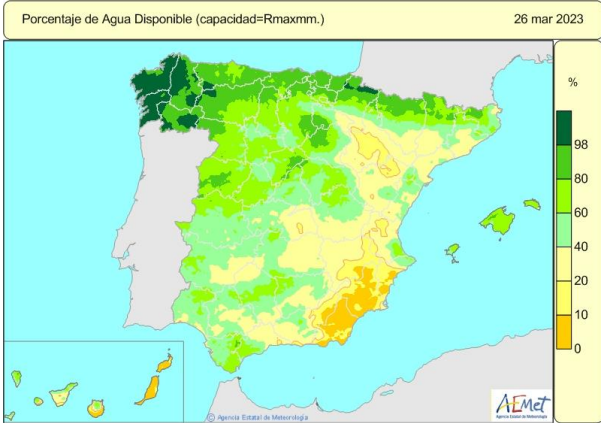 Porcentaje de Agua Disponible (capacidad=Rmaxmm.) 26 mar 2023
%
98
80
60
40
20
10
0
© Agencia Estatal de Meteorología
AEMet
Agencia Estatal de Meteorología